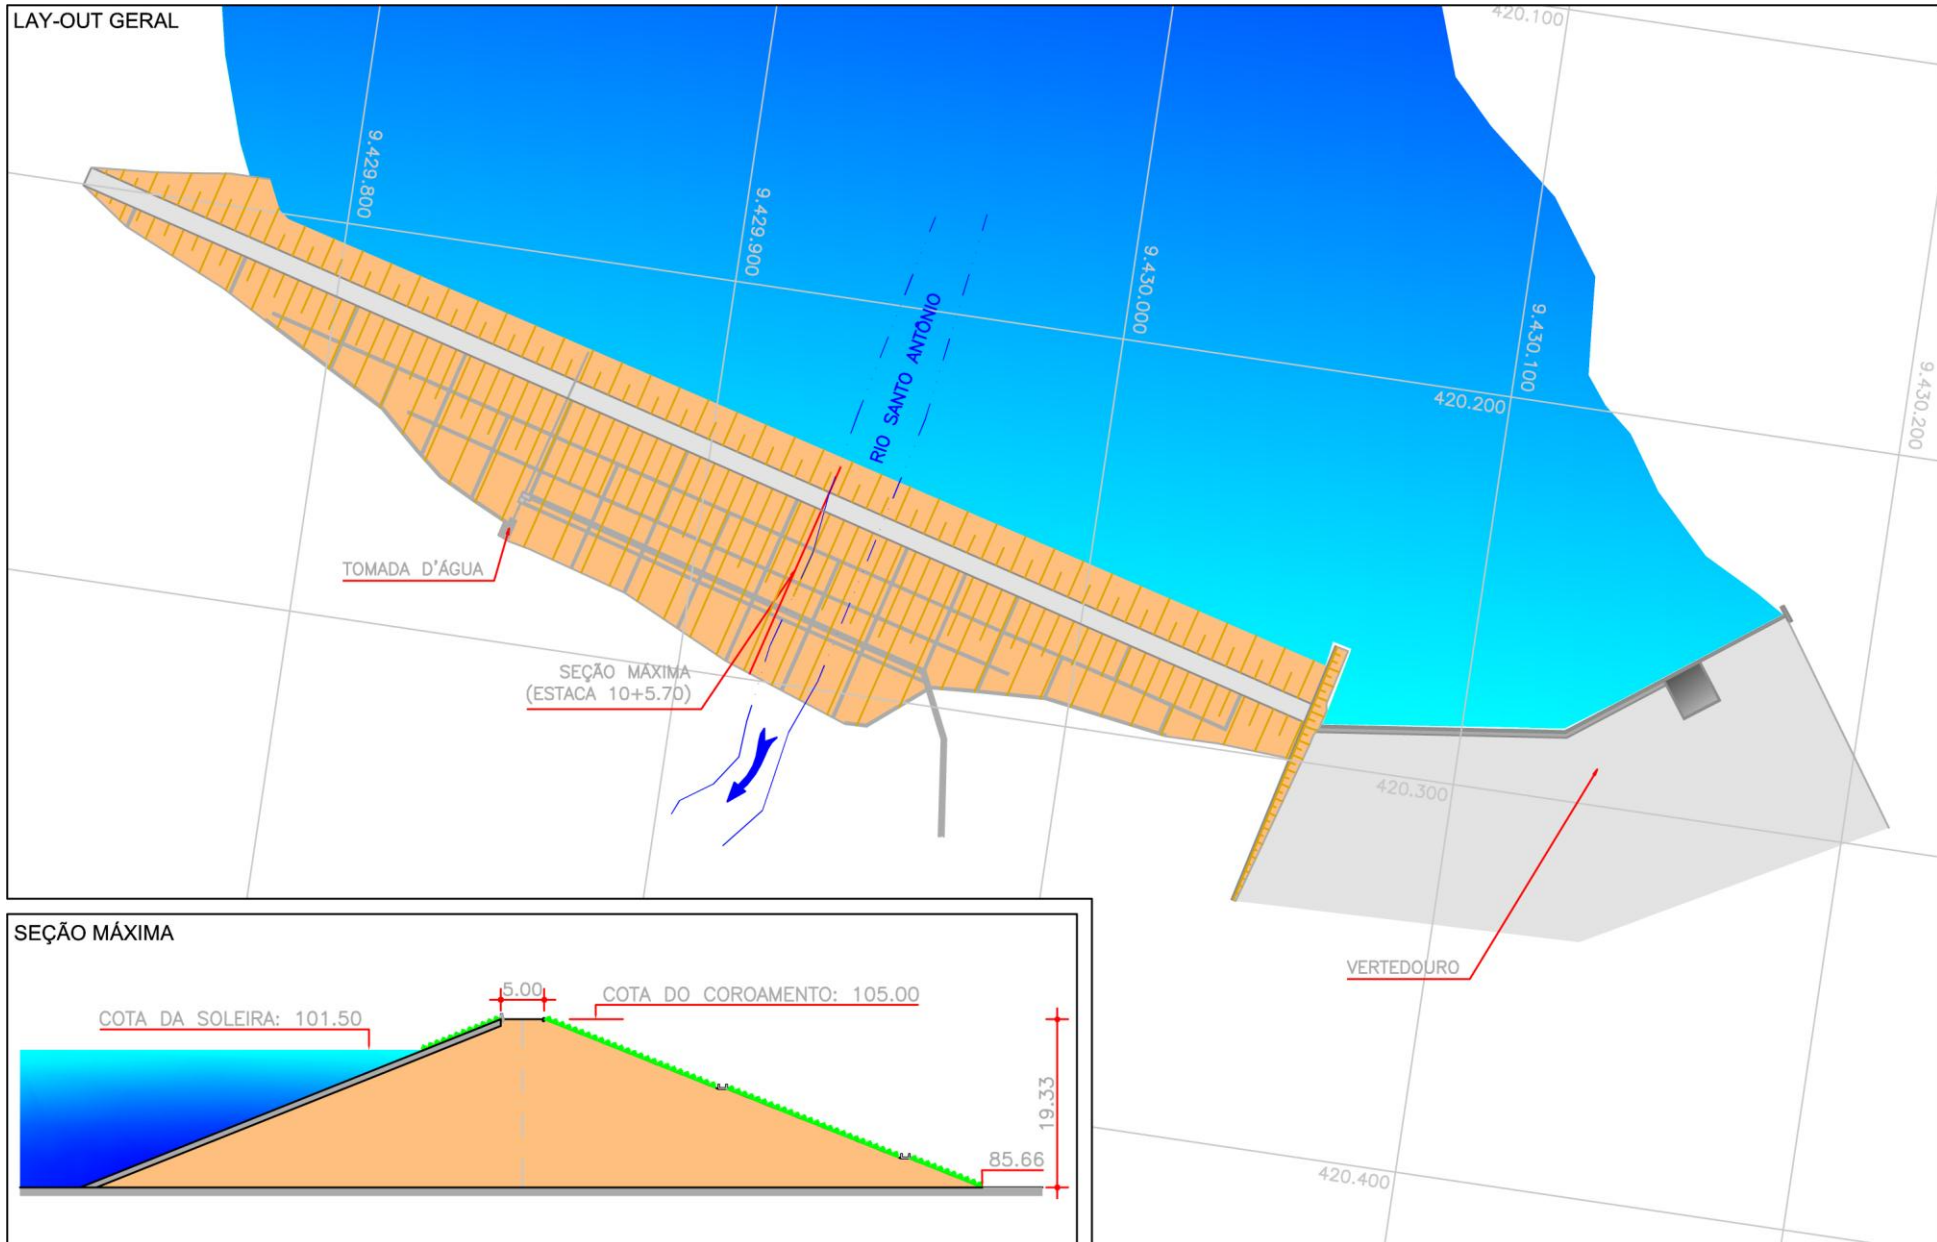 LAY-OUT GERAL
420.100
9.429.800
9.429.900
9.430.000
9.430.100
9.430.200
RIO SANTO ANTÔNIO
420.200
TOMADA D'ÁGUA
SEÇÃO MÁXIMA
(ESTACA 10+5.70)
420.300
VERTEDOURO
420.400
SEÇÃO MÁXIMA
5.00
COTA DO COROAMENTO: 105.00
COTA DA SOLEIRA: 101.50
19.33
85.66